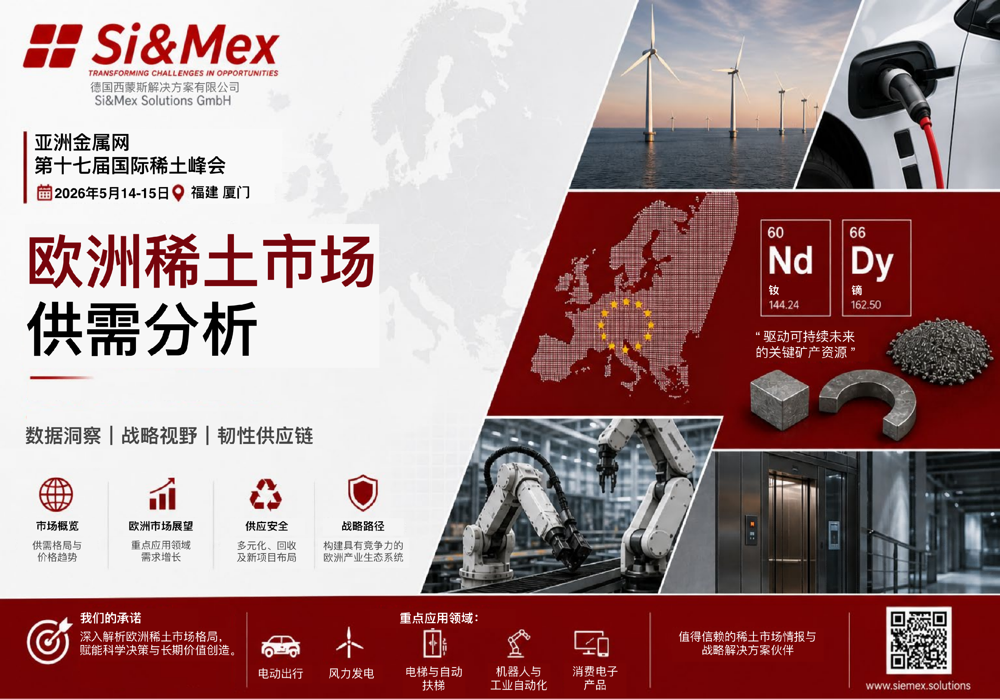 Si&Mex
TRANSFORMING CHALLENGES IN OPPORTUNITIES
德国西蒙斯解决方案有限公司
Si&Mex Solutions GmbH
亚洲金属网
第十七届国际稀土峰会
2026年5月14-15日 福建 厦门
欧洲稀土市场
供需分析
数据洞察｜战略视野｜韧性供应链
市场概览
供需格局与
价格趋势
欧洲市场展望
重点应用领域
需求增长
供应安全
多元化、回收
及新项目布局
战略路径
构建具有竞争力的
欧洲产业生态系统
60
Nd
钕
144.24
66
Dy
镝
162.50
“ 驱动可持续未来
的关键矿产资源 ”
我们的承诺
深入解析欧洲稀土市场格局，
赋能科学决策与长期价值创造。
重点应用领域：
电动出行
风力发电
电梯与自动
扶梯
机器人与
工业自动化
消费电子
产品
值得信赖的稀土市场情报与
战略解决方案伙伴
www.siemex.solutions